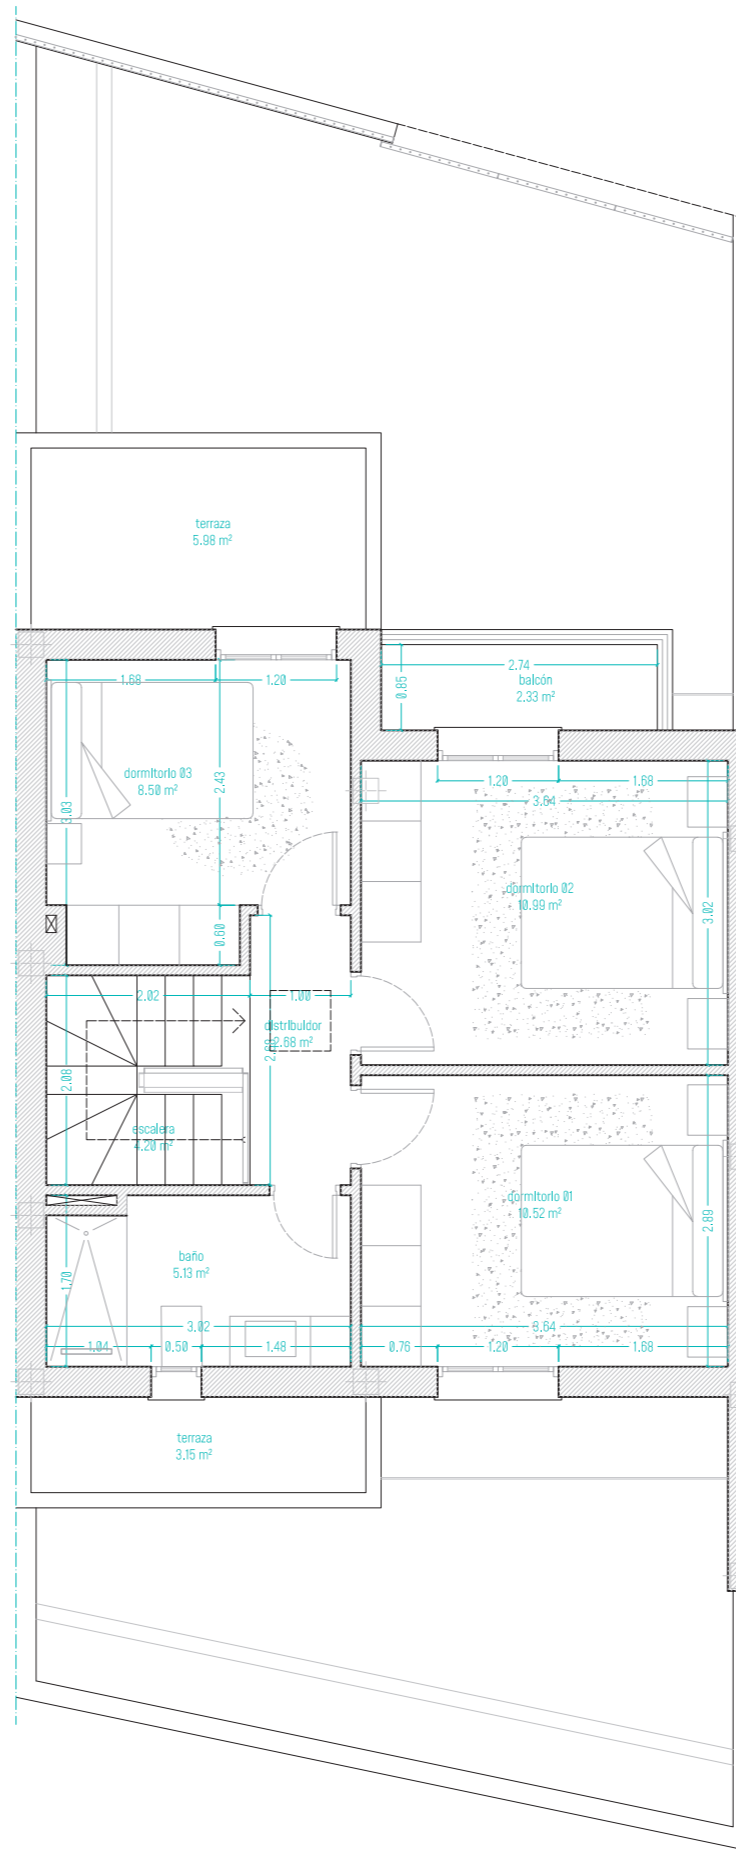 terraza
5.98 m²
2.74
0.85
balcón
2.33 m²
1.68
1.20
dormitorio 03
8.50 m²
2.43
3.03
1.20
1.68
3.64
dormitorio 02
10.99 m²
3.02
0.60
2.02
1.00
distribuidor
2.68 m²
2.08
escalera
4.20 m²
dormitorio 01
10.52 m²
2.89
baño
5.13 m²
1.70
3.02
3.64
1.04
0.50
1.48
0.76
1.20
1.68
terraza
3.15 m²